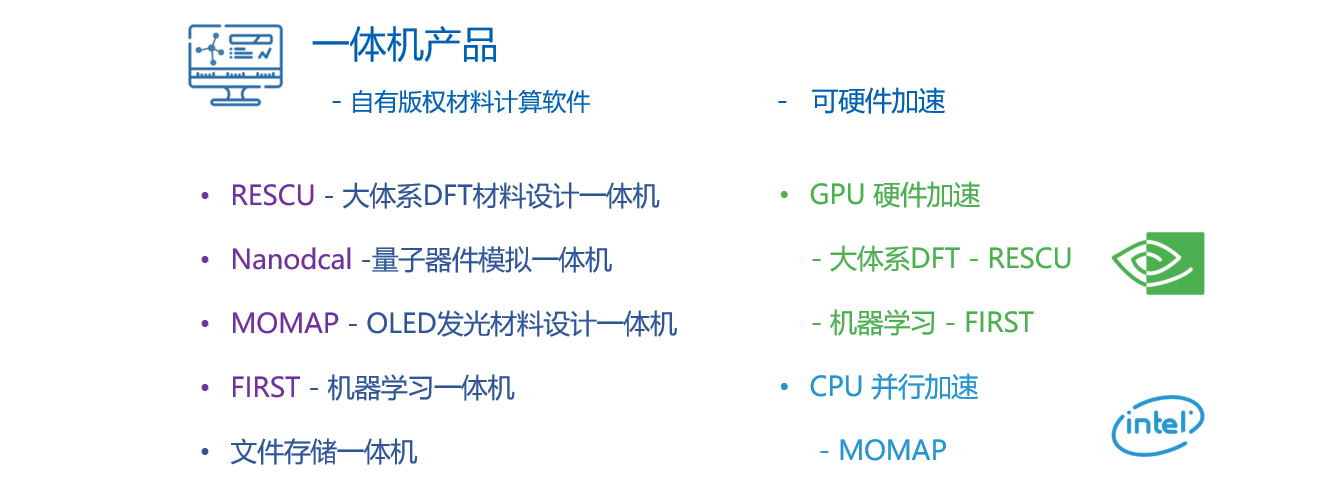 一体机产品
- 自有版权材料计算软件
- 可硬件加速
• RESCU - 大体系DFT材料设计一体机
• Nanodcal -量子器件模拟一体机
• MOMAP - OLED发光材料设计一体机
• FIRST - 机器学习一体机
• 文件存储一体机
• GPU 硬件加速
- 大体系DFT - RESCU
- 机器学习 - FIRST
• CPU 并行加速
- MOMAP
intel